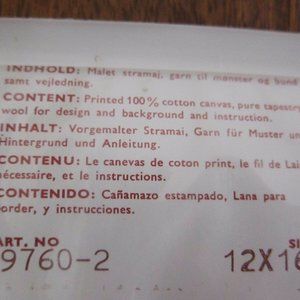 INDHOLD: Malet stramaj, garn til mønster og bund
samt vejledning.
CONTENT: Printed 100% cotton canvas, pure tapestry
wool for design and background and instruction.
INHALT: Vorgemalter Stramai, Garn für Muster un
Hintergrund und Anleitung.
CONTENU: Le canevas de coton print, le fil de Lai
nécessaire, et le instructions.
CONTENIDO: Cañamazo estampado, Lana para
order, y instrucciones.
ART. NO
9760-2
12X16